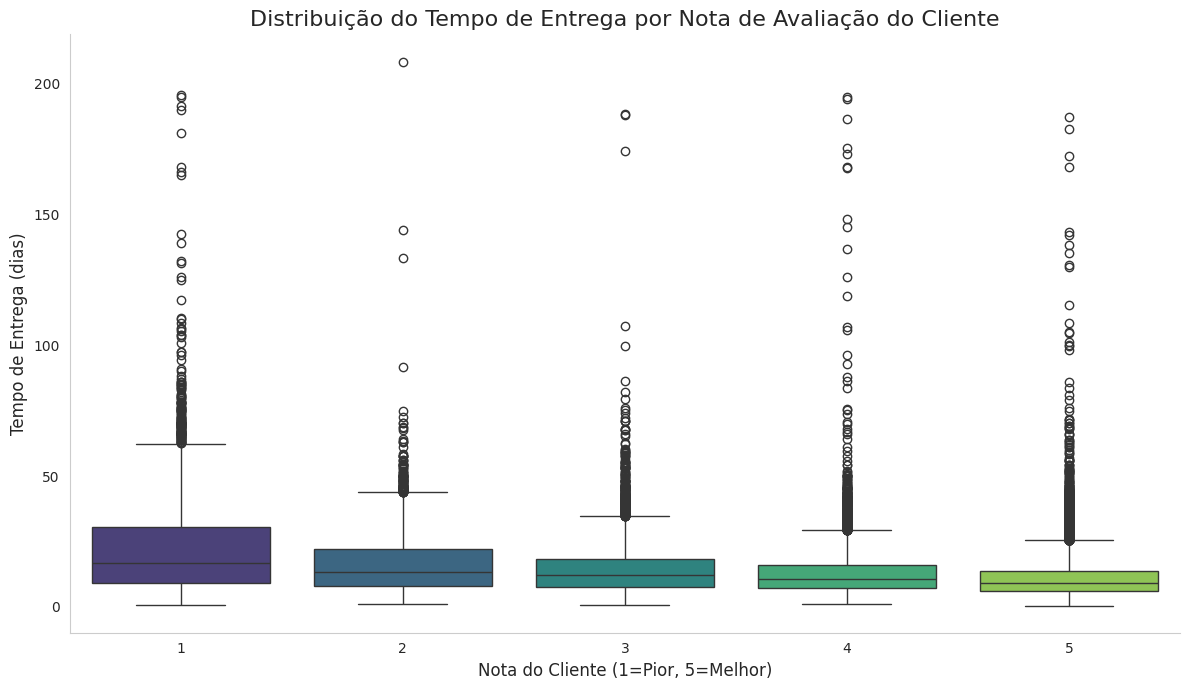 Distribuição do Tempo de Entrega por Nota de Avaliação do Cliente
Tempo de Entrega (dias)
200
150
100
50
0
1 2 3 4 5
Nota do Cliente (1=Pior, 5=Melhor)